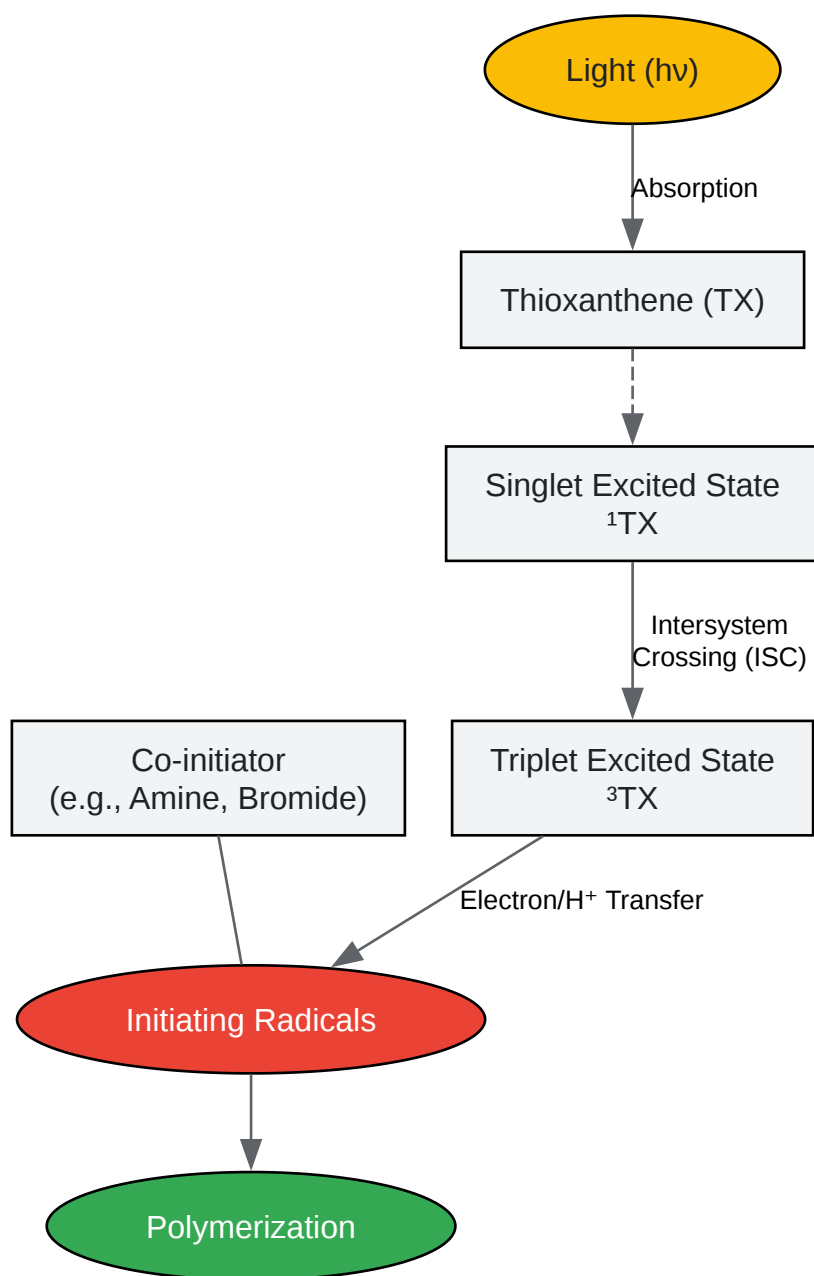 Light (hν)
Absorption
Thioxanthene (TX)
Singlet Excited State
¹TX
Intersystem
Crossing (ISC)
Co-initiator
(e.g., Amine, Bromide)
Triplet Excited State
³TX
Electron/H⁺ Transfer
Initiating Radicals
Polymerization